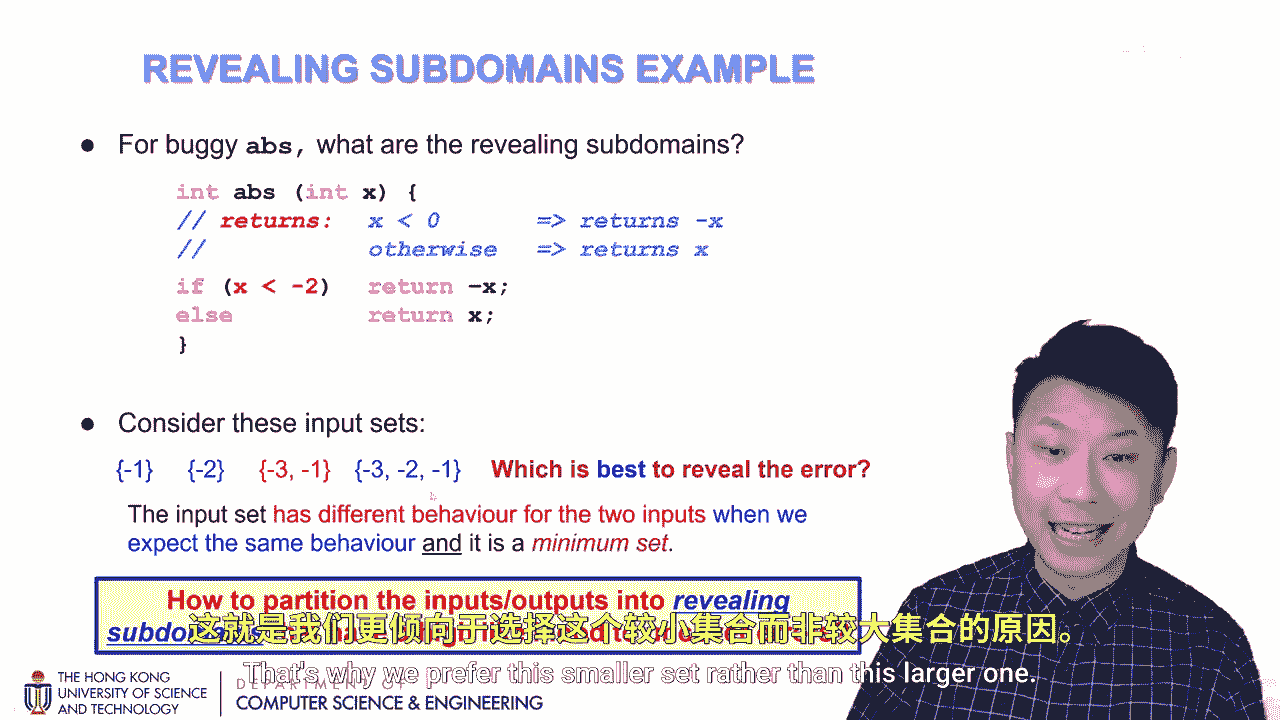 REVEALING SUBDOMAINS EXAMPLE
● For buggy abs, what are the revealing subdomains?
int abs (int x) {
// returns: x < 0 => returns -x
// otherwise => returns x
if (x < -2) return -x;
else return x;
}
● Consider these input sets:
{-1} {-2} {-3, -1} {-3, -2, -1} Which is best to reveal the error?
The input set has different behaviour for the two inputs when we
expect the same behaviour and it is a minimum set.
How to partition the inputs/outputs into revealing
这就是我们更倾向于选择这个较小集合而非较大集合的原因。
That's why we prefer this smaller set rather than this larger one.
THE HONG KONG
UNIVERSITY OF SCIENCE
AND TECHNOLOGY
DEPARTMENT OF
COMPUTER SCIENCE & ENGINEERING